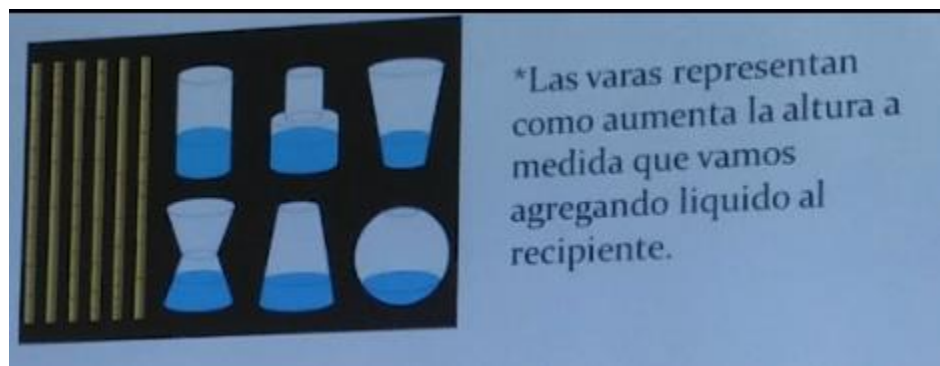 *Las varas representan
como aumenta la altura a
medida que vamos
agregando liquido al
recipiente.